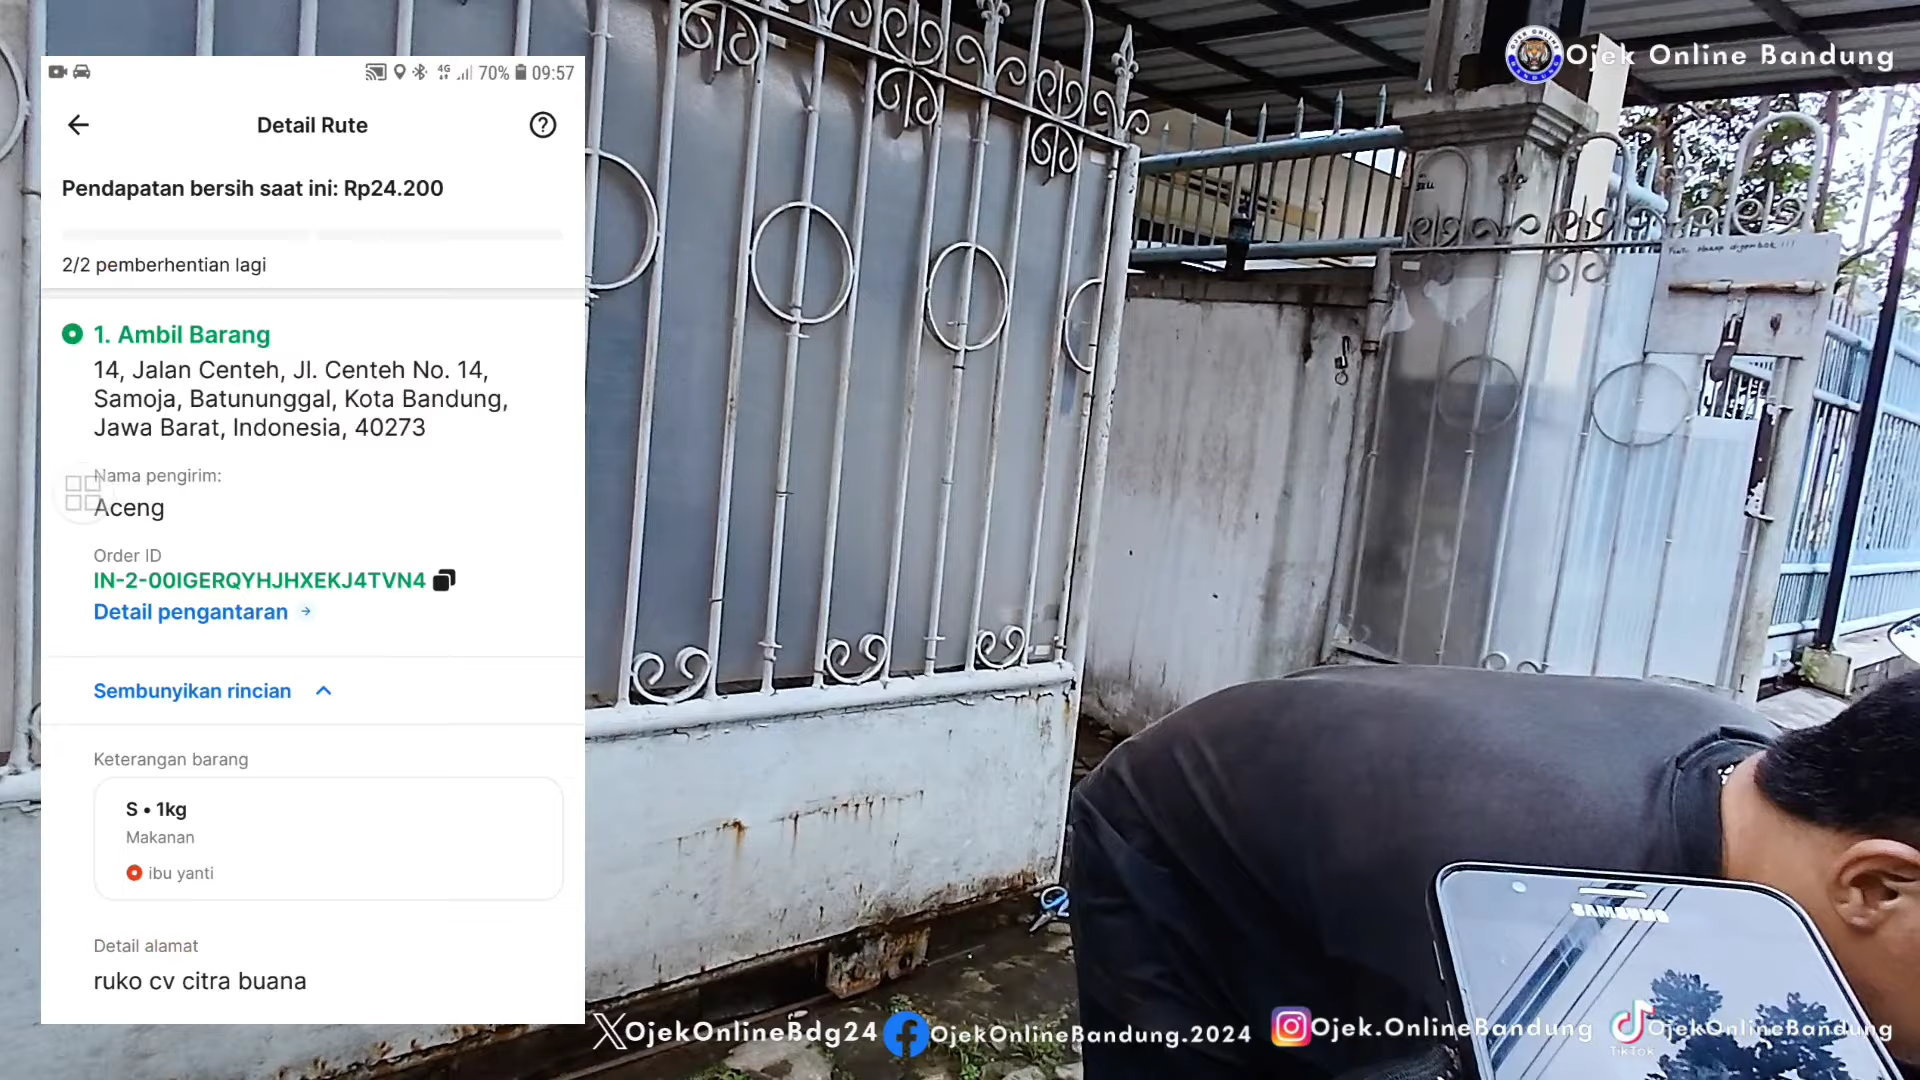 Ojek Online Bandung
4G 70% 09:57
Detail Rute
Pendapatan bersih saat ini: Rp24.200
2/2 pemberhentian lagi
1. Ambil Barang
14, Jalan Centeh, Jl. Centeh No. 14,
Samoja, Batununggal, Kota Bandung,
Jawa Barat, Indonesia, 40273
Nama pengirim:
Aceng
Order ID
IN-2-00IGERQYHJHXEKJ4TVN4
Detail pengantaran
Sembunyikan rincian
Keterangan barang
S • 1kg
Makanan
ibu yanti
Detail alamat
ruko cv citra buana
digembok !!!
SAMSUNG
OjekOnlineBdg24
OjekOnlineBandung.2024
Ojek.OnlineBandung
OjekOnlineBandung
TikTok